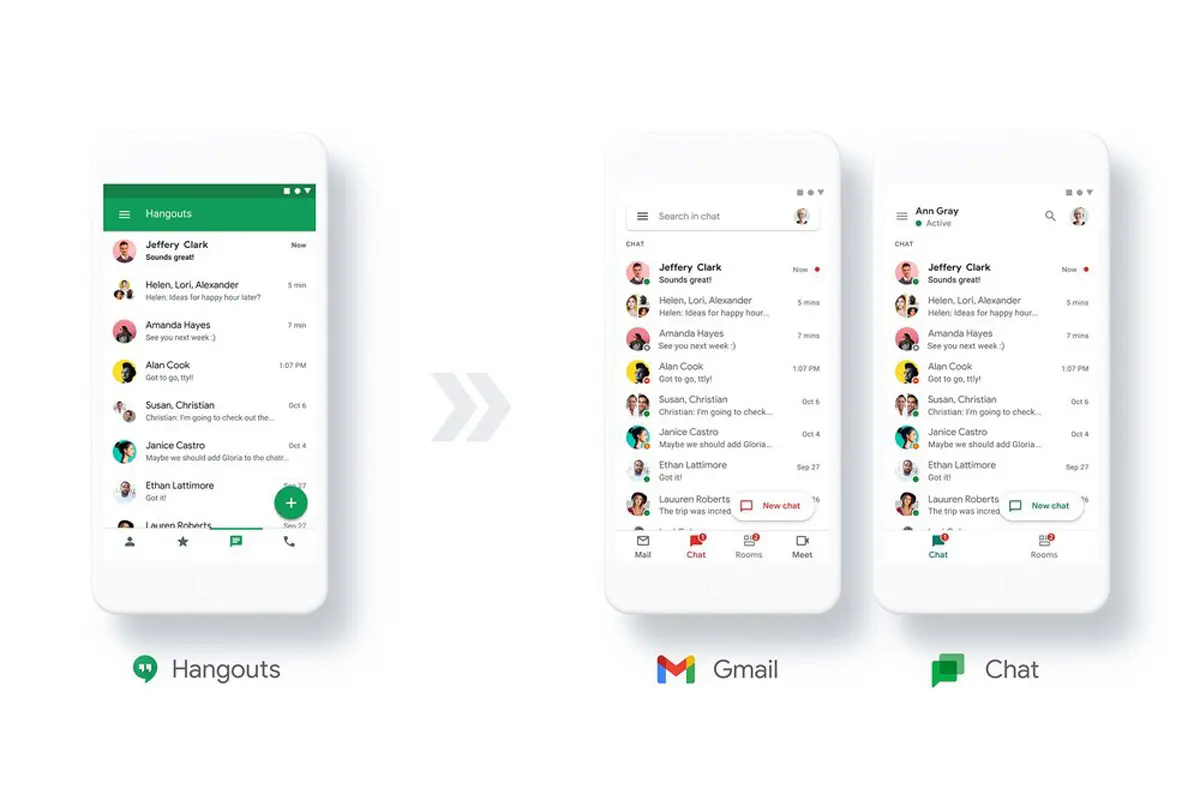 Hangouts
Jeffery Clark
Now
Sounds great!
Helen, Lori, Alexander
5 min
Helen: Ideas for happy hour later?
Amanda Hayes
7 min
See you next week :)
Alan Cook
1:07 PM
Got to go, ttyl!
Susan, Christian
Oct 6
Christian: I'm going to check out the...
Janice Castro
Oct 4
Maybe we should add Gloria to the chatr...
Ethan Lattimore
Sep 27
Got it!
Lauren Roberts
Sep 27
Hangouts
Search in chat
CHAT
Jeffery Clark
Now
Sounds great!
Helen, Lori, Alexander
5 mins
Helen: Ideas for happy hour...
Amanda Hayes
7 mins
See you next week :)
Alan Cook
1:07 PM
Got to go, ttly!
Susan, Christian
Oct 6
Christian: I'm going to check...
Janice Castro
Oct 4
Maybe we should add Gloria...
Ethan Lattimore
Sep 27
Got it!
Lauuren Roberts
26
The trip was incred
New chat
1
2
Mail
Chat
Rooms
Meet
Gmail
Ann Gray
Active
CHAT
Jeffery Clark
Now
Sounds great!
Helen, Lori, Alexander
5 mins
Helen: Ideas for happy hour...
Amanda Hayes
7 mins
See you next week :)
Alan Cook
1:07 PM
Got to go, ttly!
Susan, Christian
Oct 6
Christian: I'm going to check...
Janice Castro
Oct 4
Maybe we should add Gloria...
Ethan Lattimore
Sep 27
Got it!
Lauuren Roberts
26
The trip was incred
New chat
1
2
Chat
Rooms
Chat